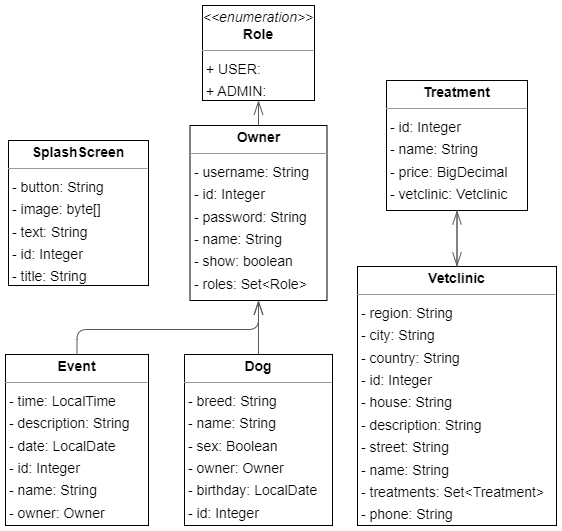 <<enumeration>>
Role
+ USER:
+ ADMIN:
Treatment
- id: Integer
- name: String
- price: BigDecimal
- vetclinic: Vetclinic
Owner
- username: String
- id: Integer
- password: String
- name: String
- show: boolean
- roles: Set<Role>
SplashScreen
- button: String
- image: byte[]
- text: String
- id: Integer
- title: String
Vetclinic
- region: String
- city: String
- country: String
- id: Integer
- house: String
- description: String
- street: String
- name: String
- treatments: Set<Treatment>
- phone: String
Event
- time: LocalTime
- description: String
- date: LocalDate
- id: Integer
- name: String
- owner: Owner
Dog
- breed: String
- name: String
- sex: Boolean
- owner: Owner
- birthday: LocalDate
- id: Integer